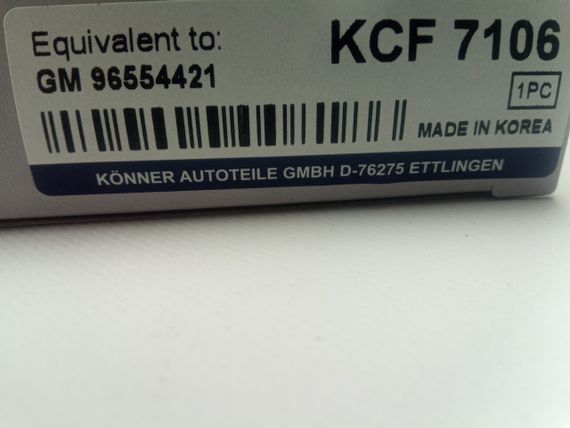 Equivalent to:
KCF 7106
GM 96554421
1PC
MADE IN KOREA
KÖNNER AUTOTEILE GMBH D-76275 ETTLINGEN